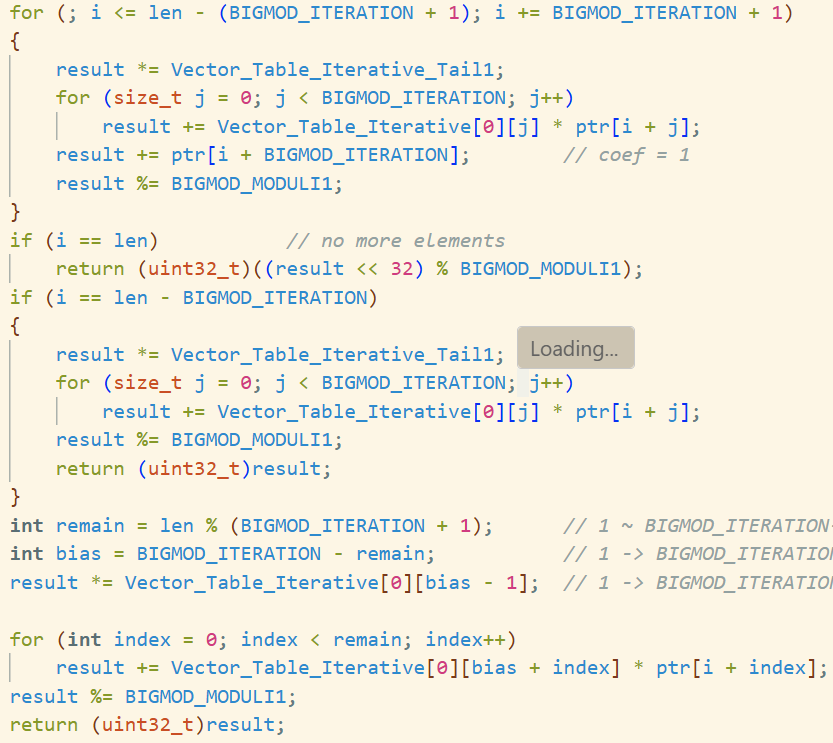 for (; i <= len - (BIGMOD_ITERATION + 1); i += BIGMOD_ITERATION + 1)
{
    result *= Vector_Table_Iterative_Tail1;
    for (size_t j = 0; j < BIGMOD_ITERATION; j++)
        result += Vector_Table_Iterative[0][j] * ptr[i + j];
    result += ptr[i + BIGMOD_ITERATION];        // coef = 1
    result %= BIGMOD_MODULI1;
}
if (i == len)           // no more elements
    return (uint32_t)((result << 32) % BIGMOD_MODULI1);
if (i == len - BIGMOD_ITERATION)
{
    result *= Vector_Table_Iterative_Tail1;
Loading...
    for (size_t j = 0; j < BIGMOD_ITERATION; j++)
        result += Vector_Table_Iterative[0][j] * ptr[i + j];
    result %= BIGMOD_MODULI1;
    return (uint32_t)result;
}
int remain = len % (BIGMOD_ITERATION + 1);      // 1 ~ BIGMOD_ITERATION-
int bias = BIGMOD_ITERATION - remain;           // 1 -> BIGMOD_ITERATION
result *= Vector_Table_Iterative[0][bias - 1];  // 1 -> BIGMOD_ITERATION
for (int index = 0; index < remain; index++)
    result += Vector_Table_Iterative[0][bias + index] * ptr[i + index];
result %= BIGMOD_MODULI1;
return (uint32_t)result;